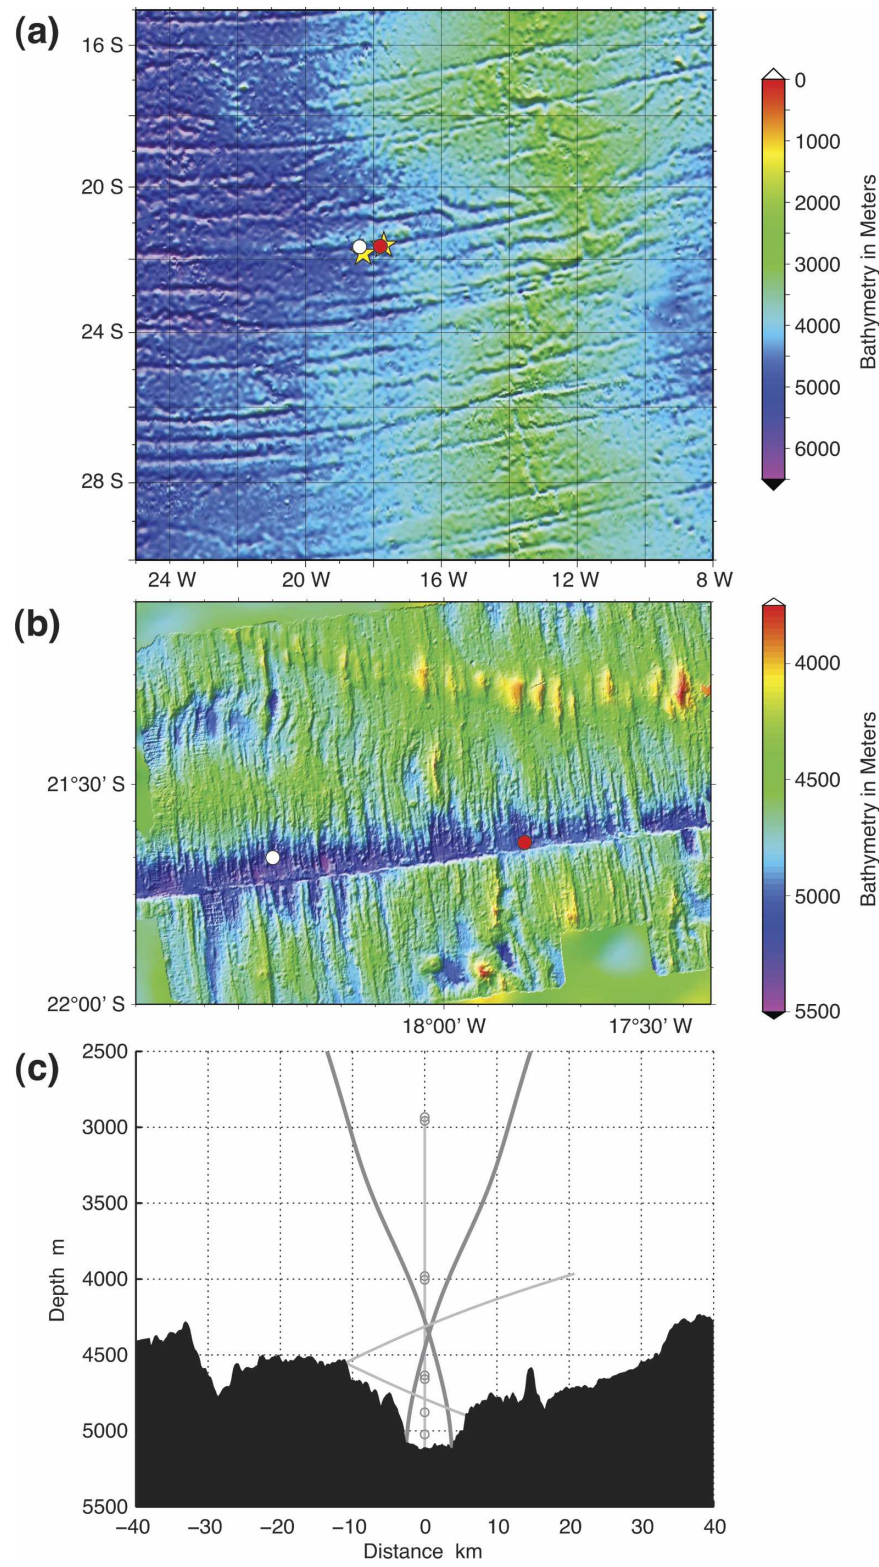 (a)
16 S
20 S
24 S
28 S
24 W 20 W 16 W 12 W 8 W
0
1000
2000
3000
4000
5000
6000
Bathymetry in Meters
(b)
21°30' S
22°00' S
18°00' W 17°30' W
4000
4500
5000
5500
Bathymetry in Meters
(c)
2500
3000
3500
4000
4500
5000
5500
Depth m
−40 −30 −20 −10 0 10 20 30 40
Distance km